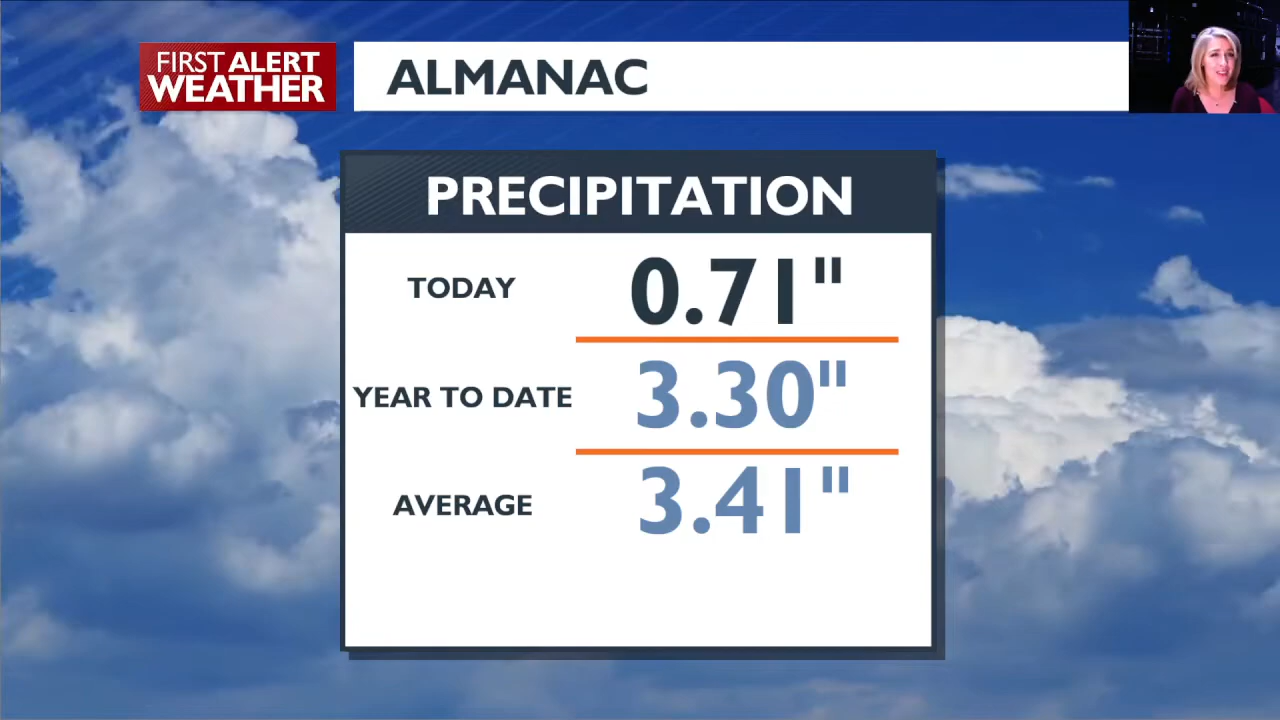 FIRST ALERT
WEATHER
ALMANAC
PRECIPITATION
TODAY 0.71"
YEAR TO DATE 3.30"
AVERAGE 3.41"